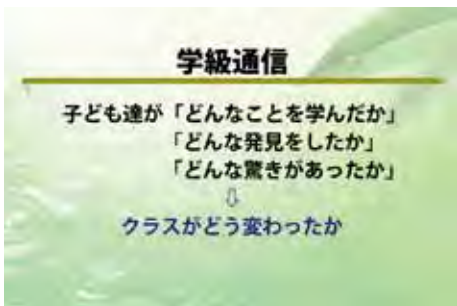 学級通信
子ども達が「どんなことを学んだか」
「どんな発見をしたか」
「どんな驚きがあったか」
⇩
クラスがどう変わったか